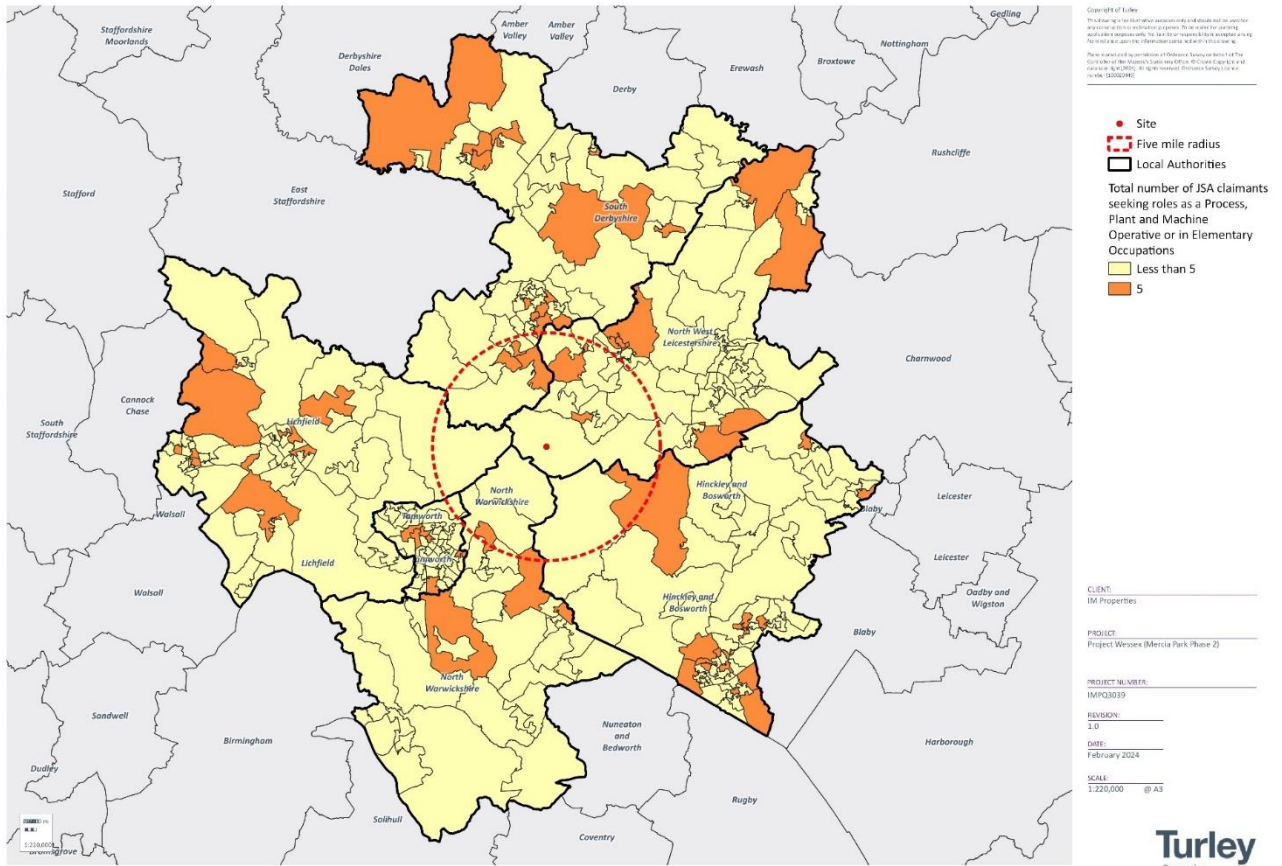 Staffordshire
Moorlands
Amber
Valley
Amber
Valley
Gedling
Derbyshire
Dales
Nottingham
Broxtowe
Erewash
Derby
Rushcliffe
Stafford
East
Staffordshire
South
Derbyshire
North West
Leicestershire
Charnwood
Cannock
Chase
South
Staffordshire
Lichfield
North
Warwickshire
Hinckley and
Bosworth
Leicester
Blaby
Walsall
Tamworth
Tamworth
Leicester
Lichfield
Oadby and
Wigston
Walsall
Hinckley and
Bosworth
Blaby
North
Warwickshire
Sandwell
Birmingham
Nuneaton
and
Bedworth
Harborough
Dudley
Rugby
Solihull
Coventry
Bromsgrove
1:220,000
Copyright of Turley
Site
Five mile radius
Local Authorities
Total number of JSA claimants
seeking roles as a Process,
Plant and Machine
Operative or in Elementary
Occupations
Less than 5
5
CLIENT:
IM Properties
PROJECT:
Project Wessex (Mercia Park Phase 2)
PROJECT NUMBER:
IMPQ3039
REVISION:
1.0
DATE:
February 2024
SCALE:
1:220,000 @ A3
Turley